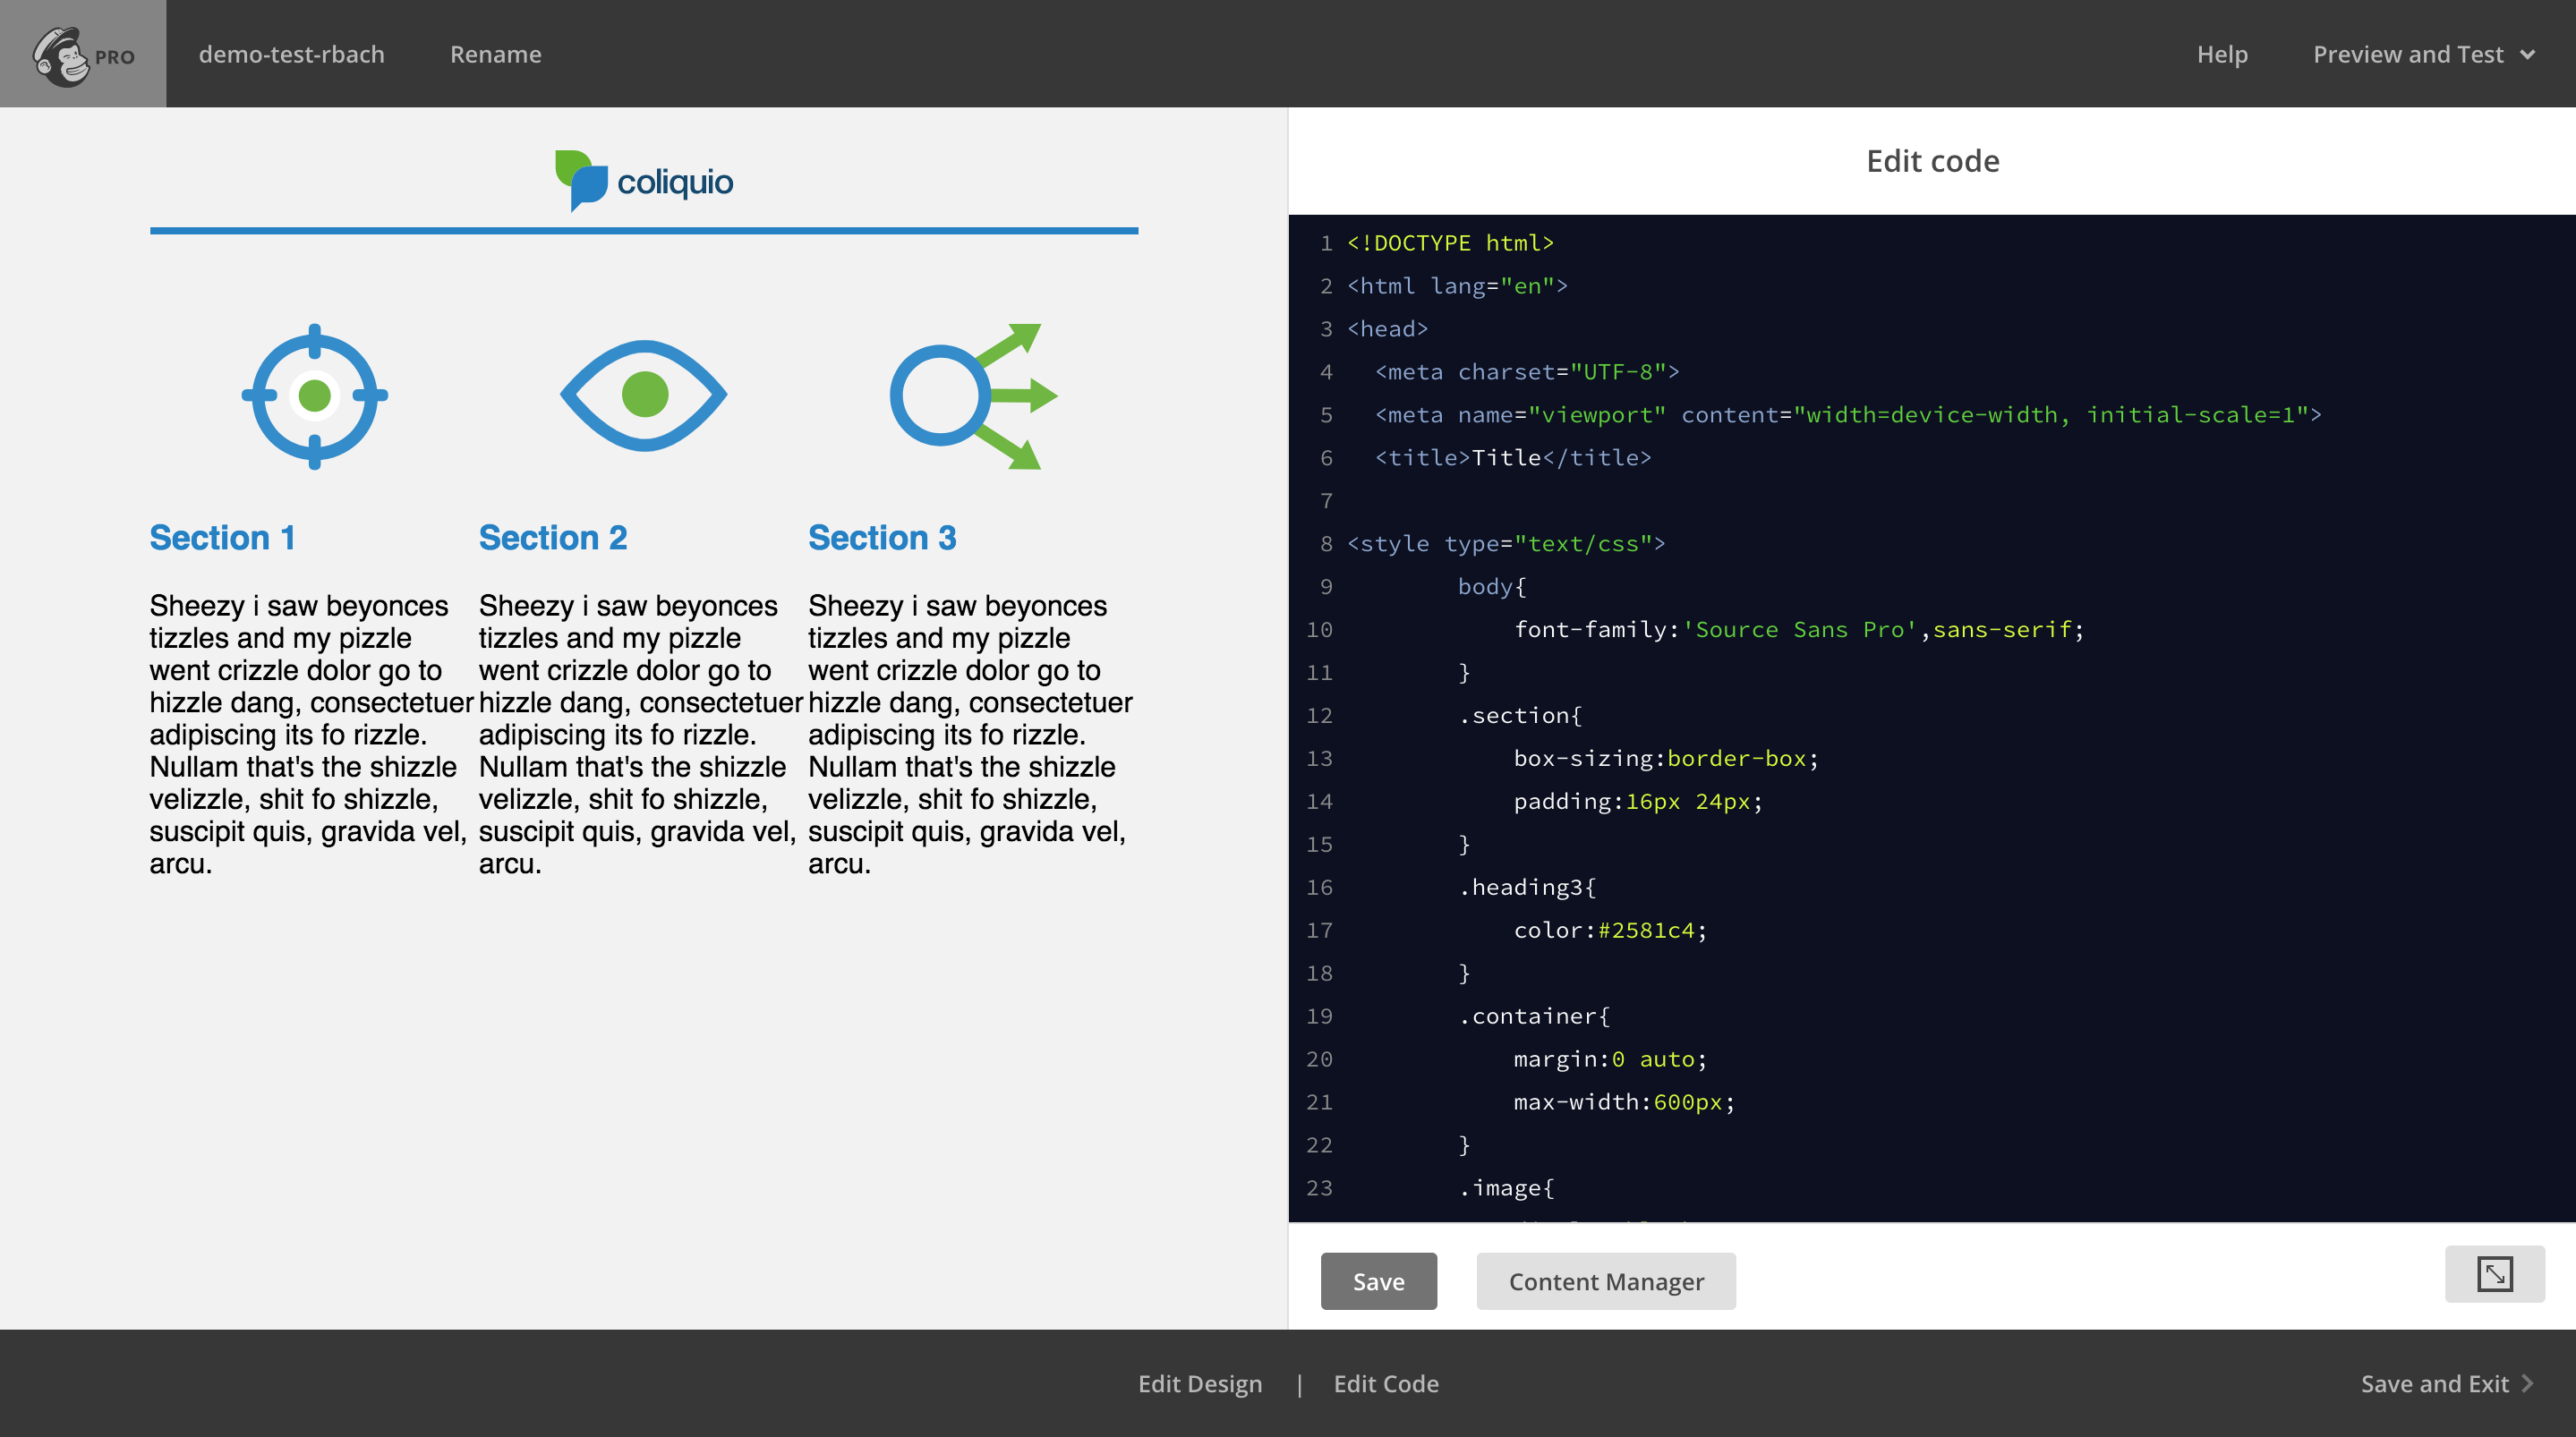 PRO
demo-test-rbach
Rename
Help
Preview and Test
coliquio
Section 1
Sheezy i saw beyonces
tizzles and my pizzle
went crizzle dolor go to
hizzle dang, consectetuer
adipiscing its fo rizzle.
Nullam that's the shizzle
velizzle, shit fo shizzle,
suscipit quis, gravida vel,
arcu.
Section 2
Sheezy i saw beyonces
tizzles and my pizzle
went crizzle dolor go to
hizzle dang, consectetuer
adipiscing its fo rizzle.
Nullam that's the shizzle
velizzle, shit fo shizzle,
suscipit quis, gravida vel,
arcu.
Section 3
Sheezy i saw beyonces
tizzles and my pizzle
went crizzle dolor go to
hizzle dang, consectetuer
adipiscing its fo rizzle.
Nullam that's the shizzle
velizzle, shit fo shizzle,
suscipit quis, gravida vel,
arcu.
Edit code
1 <!DOCTYPE html>
2 <html lang="en">
3 <head>
4   <meta charset="UTF-8">
5   <meta name="viewport" content="width=device-width, initial-scale=1">
6   <title>Title</title>
7
8 <style type="text/css">
9         body{
10             font-family:'Source Sans Pro',sans-serif;
11         }
12         .section{
13             box-sizing:border-box;
14             padding:16px 24px;
15         }
16         .heading3{
17             color:#2581c4;
18         }
19         .container{
20             margin:0 auto;
21             max-width:600px;
22         }
23         .image{
Save
Content Manager
Edit Design | Edit Code
Save and Exit